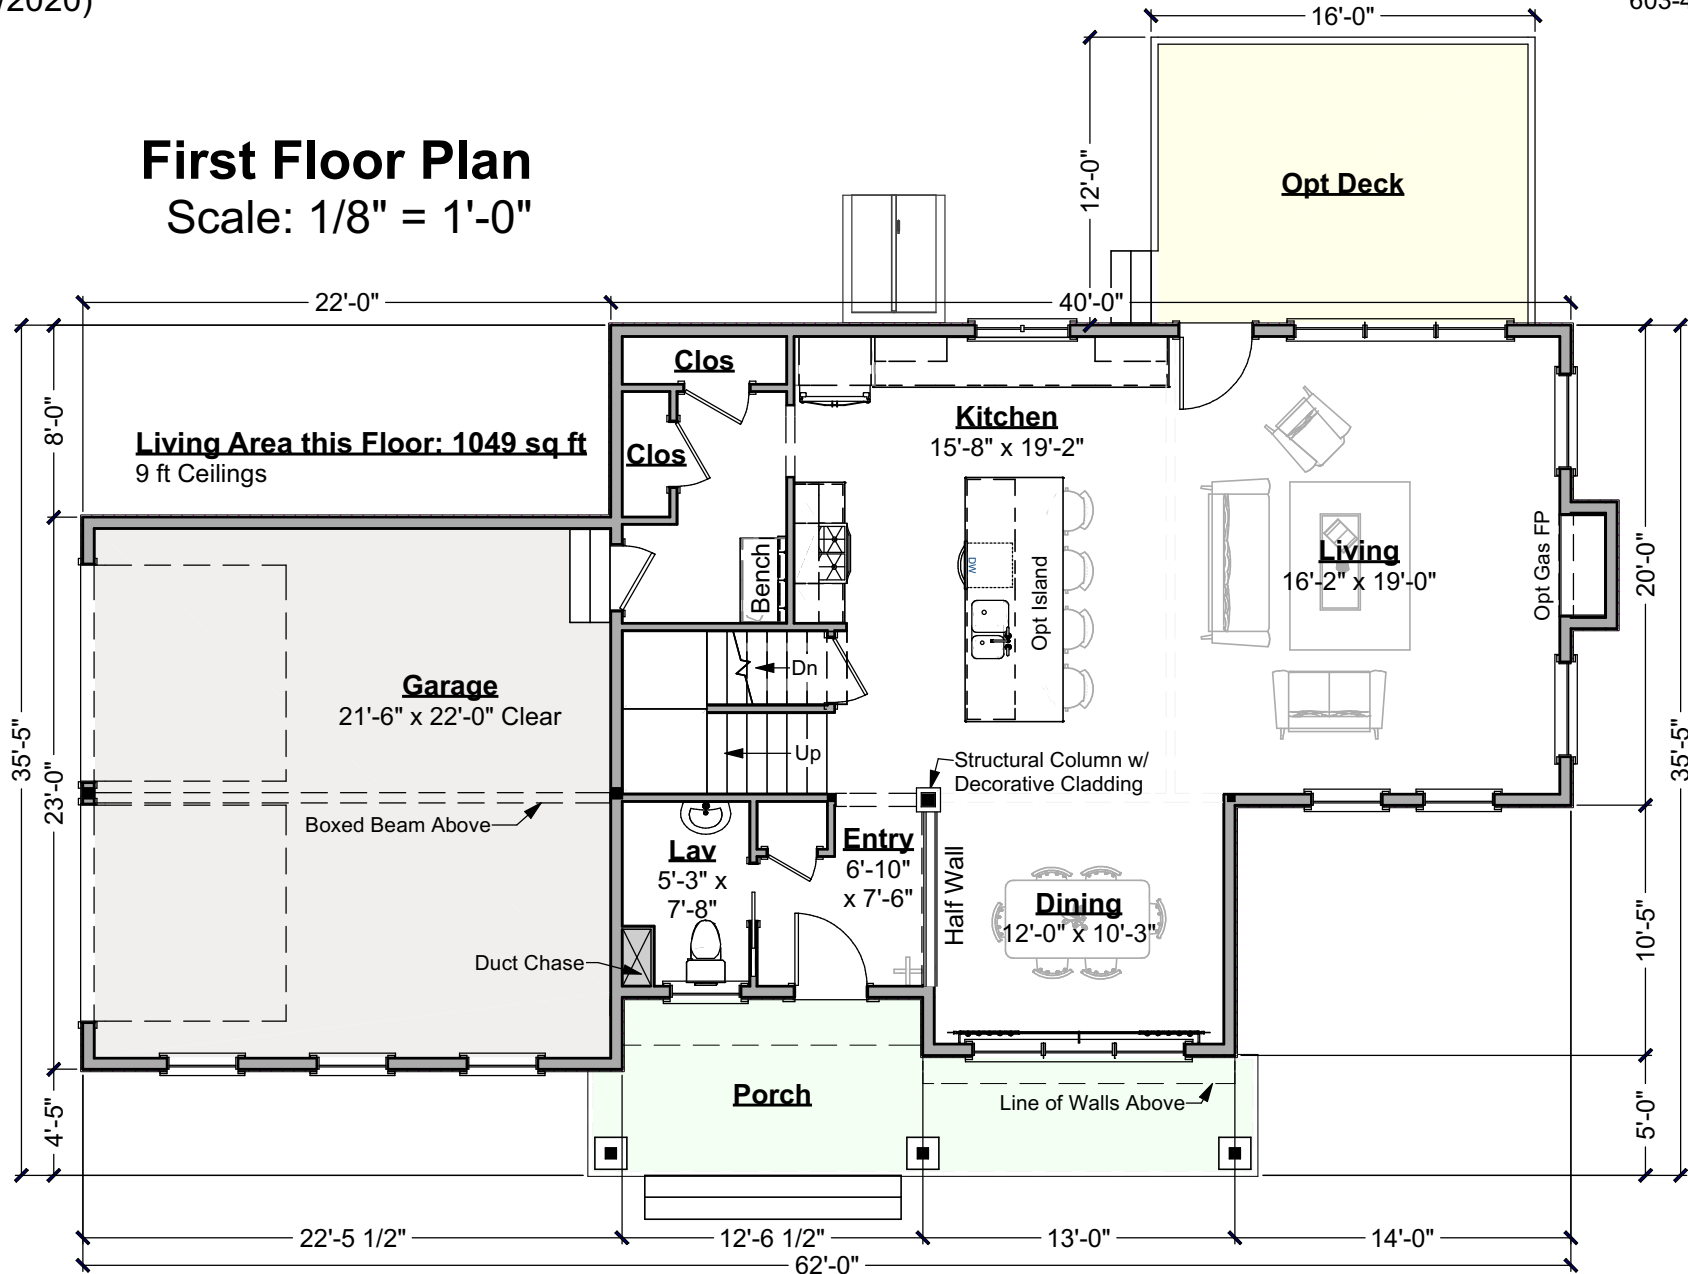 /2020)
603-4
16'-0"
First Floor Plan
Scale: 1/8" = 1'-0"
12'-0"
Opt Deck
22'-0"
40'-0"
Clos
Kitchen
15'-8" x 19'-2"
8'-0"
Living Area this Floor: 1049 sq ft
9 ft Ceilings
Clos
Opt Gas FP
Living
16'-2" x 19'-0"
20'-0"
Bench
DW
Opt Island
Dn
Garage
21'-6" x 22'-0" Clear
Up
Structural Column w/
Decorative Cladding
35'-5"
23'-0"
35'-5"
Boxed Beam Above
Lav
5'-3" x
7'-8"
Entry
6'-10"
x 7'-6"
Half Wall
Dining
12'-0" x 10'-3"
10'-5"
Duct Chase
Porch
Line of Walls Above
4'-5"
5'-0"
22'-5 1/2"
12'-6 1/2"
13'-0"
14'-0"
62'-0"